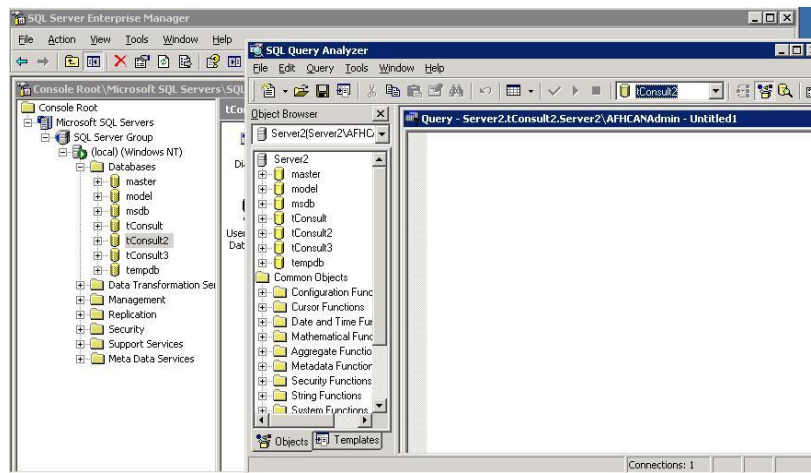 SQL Server Enterprise Manager
File Action View Tools Window Help
Console Root\Microsoft SQL Servers\SQL
Console Root
Microsoft SQL Servers
SQL Server Group
(local) (Windows NT)
Databases
master
model
msdb
tConsult
tConsult2
tConsult3
tempdb
Data Transformation Ser
Management
Replication
Security
Support Services
Meta Data Services
tCo
Di
User
Dat
SQL Query Analyzer
File Edit Query Tools Window Help
tConsult2
Object Browser
Server2(Server2\AFHC
Server2
master
model
msdb
tConsult
tConsult2
tConsult3
tempdb
Common Objects
Configuration Func
Cursor Functions
Date and Time Fur
Mathematical Func
Aggregate Functio
Metadata Function
Security Functions
String Functions
System Functions
Objects Templates
Query - Server2.tConsult2.Server2\AFHCANAdmin - Untitled1
Connections: 1